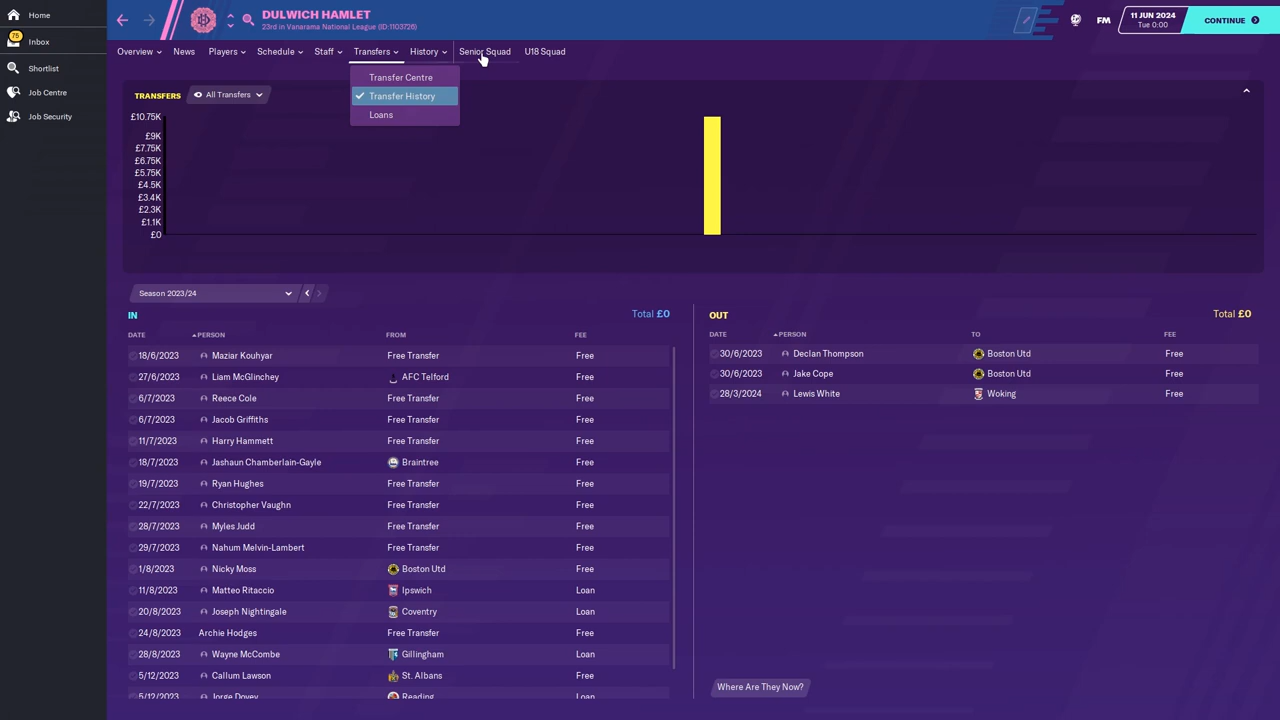 Home
75
Inbox
Shortlist
Job Centre
Job Security
DULWICH HAMLET
23rd in Vanarama National League (ID:1103726)
FM
11 JUN 2024
Tue 0:00
CONTINUE
Overview News Players Schedule Staff Transfers History Senior Squad U18 Squad
Transfer Centre
Transfer History
Loans
TRANSFERS All Transfers
£10.75K
£9K
£7.75K
£6.75K
£5.75K
£4.5K
£3.4K
£2.3K
£1.1K
£0
Season 2023/24
IN Total £0
DATE PERSON FROM FEE
18/6/2023 Maziar Kouhyar Free Transfer Free
27/6/2023 Liam McGlinchey AFC Telford Free
6/7/2023 Reece Cole Free Transfer Free
6/7/2023 Jacob Griffiths Free Transfer Free
11/7/2023 Harry Hammett Free Transfer Free
18/7/2023 Jashaun Chamberlain-Gayle Braintree Free
19/7/2023 Ryan Hughes Free Transfer Free
22/7/2023 Christopher Vaughn Free Transfer Free
28/7/2023 Myles Judd Free Transfer Free
29/7/2023 Nahum Melvin-Lambert Free Transfer Free
1/8/2023 Nicky Moss Boston Utd Free
11/8/2023 Matteo Ritaccio Ipswich Loan
20/8/2023 Joseph Nightingale Coventry Loan
24/8/2023 Archie Hodges Free Transfer Free
28/8/2023 Wayne McCombe Gillingham Loan
5/12/2023 Callum Lawson St. Albans Free
5/12/2023 Jorge Dovey Reading Loan
OUT Total £0
DATE PERSON TO FEE
30/6/2023 Declan Thompson Boston Utd Free
30/6/2023 Jake Cope Boston Utd Free
28/3/2024 Lewis White Woking Free
Where Are They Now?